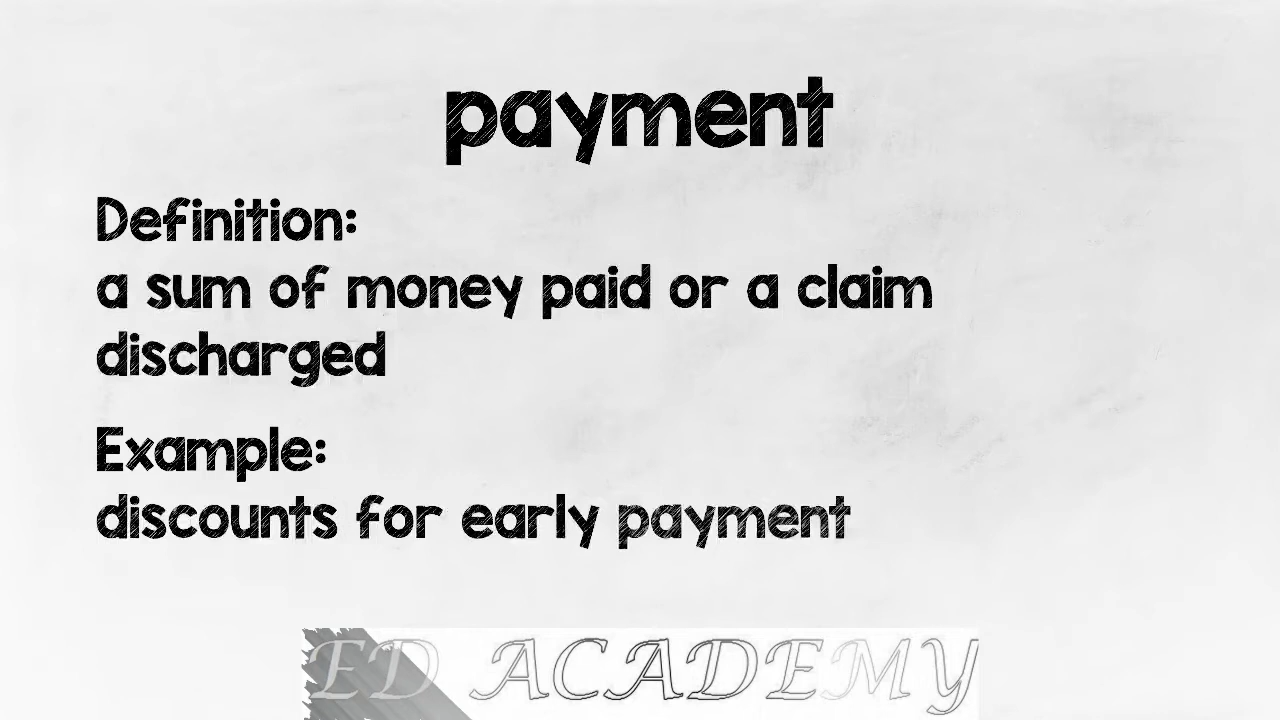 payment
Definition:
a sum of money paid or a claim
discharged
Example:
discounts for early payment
ED ACADEMY